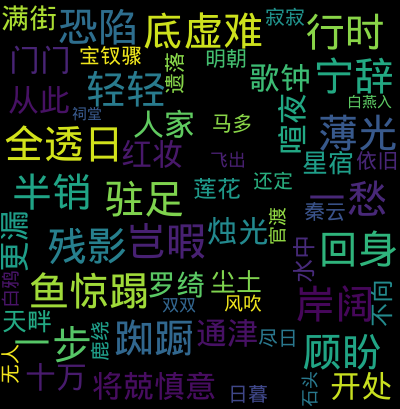 满街
恐陷
底虚难
寂寂
行时
门门
宝钗骤
遗落
明朝
歌钟
宁辞
从此
轻轻
白燕入
祠堂
人家
马多
喧夜
薄光
全透日
红妆
飞出
星宿
依旧
半销
驻足
莲花
还定
一愁
秦云
更漏
残影
岂暇
烛光
官渡
回身
水中
白鸦
鱼惊蹋
罗绮
尘土
双双
风吹
岸阔
不向
天畔
一步
鹿绕
踟蹰
通津
尽日
顾盼
无人
十万
将兢慎意
日暮
石头
开处